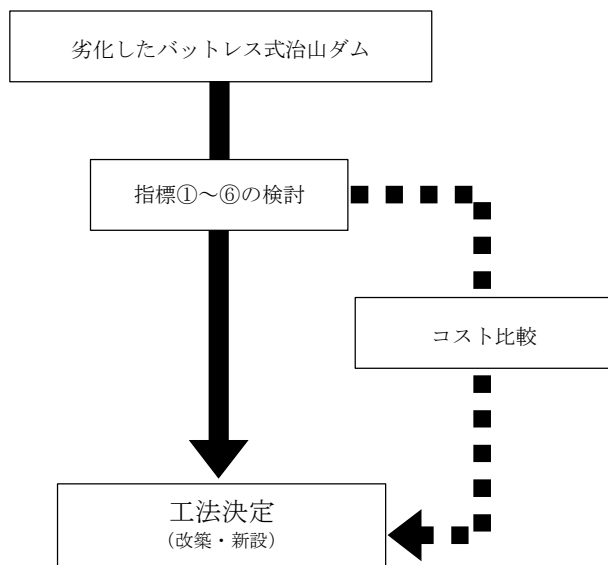 劣化したバットレス式治山ダム
指標①～⑥の検討
コスト比較
工法決定
（改築・新設）